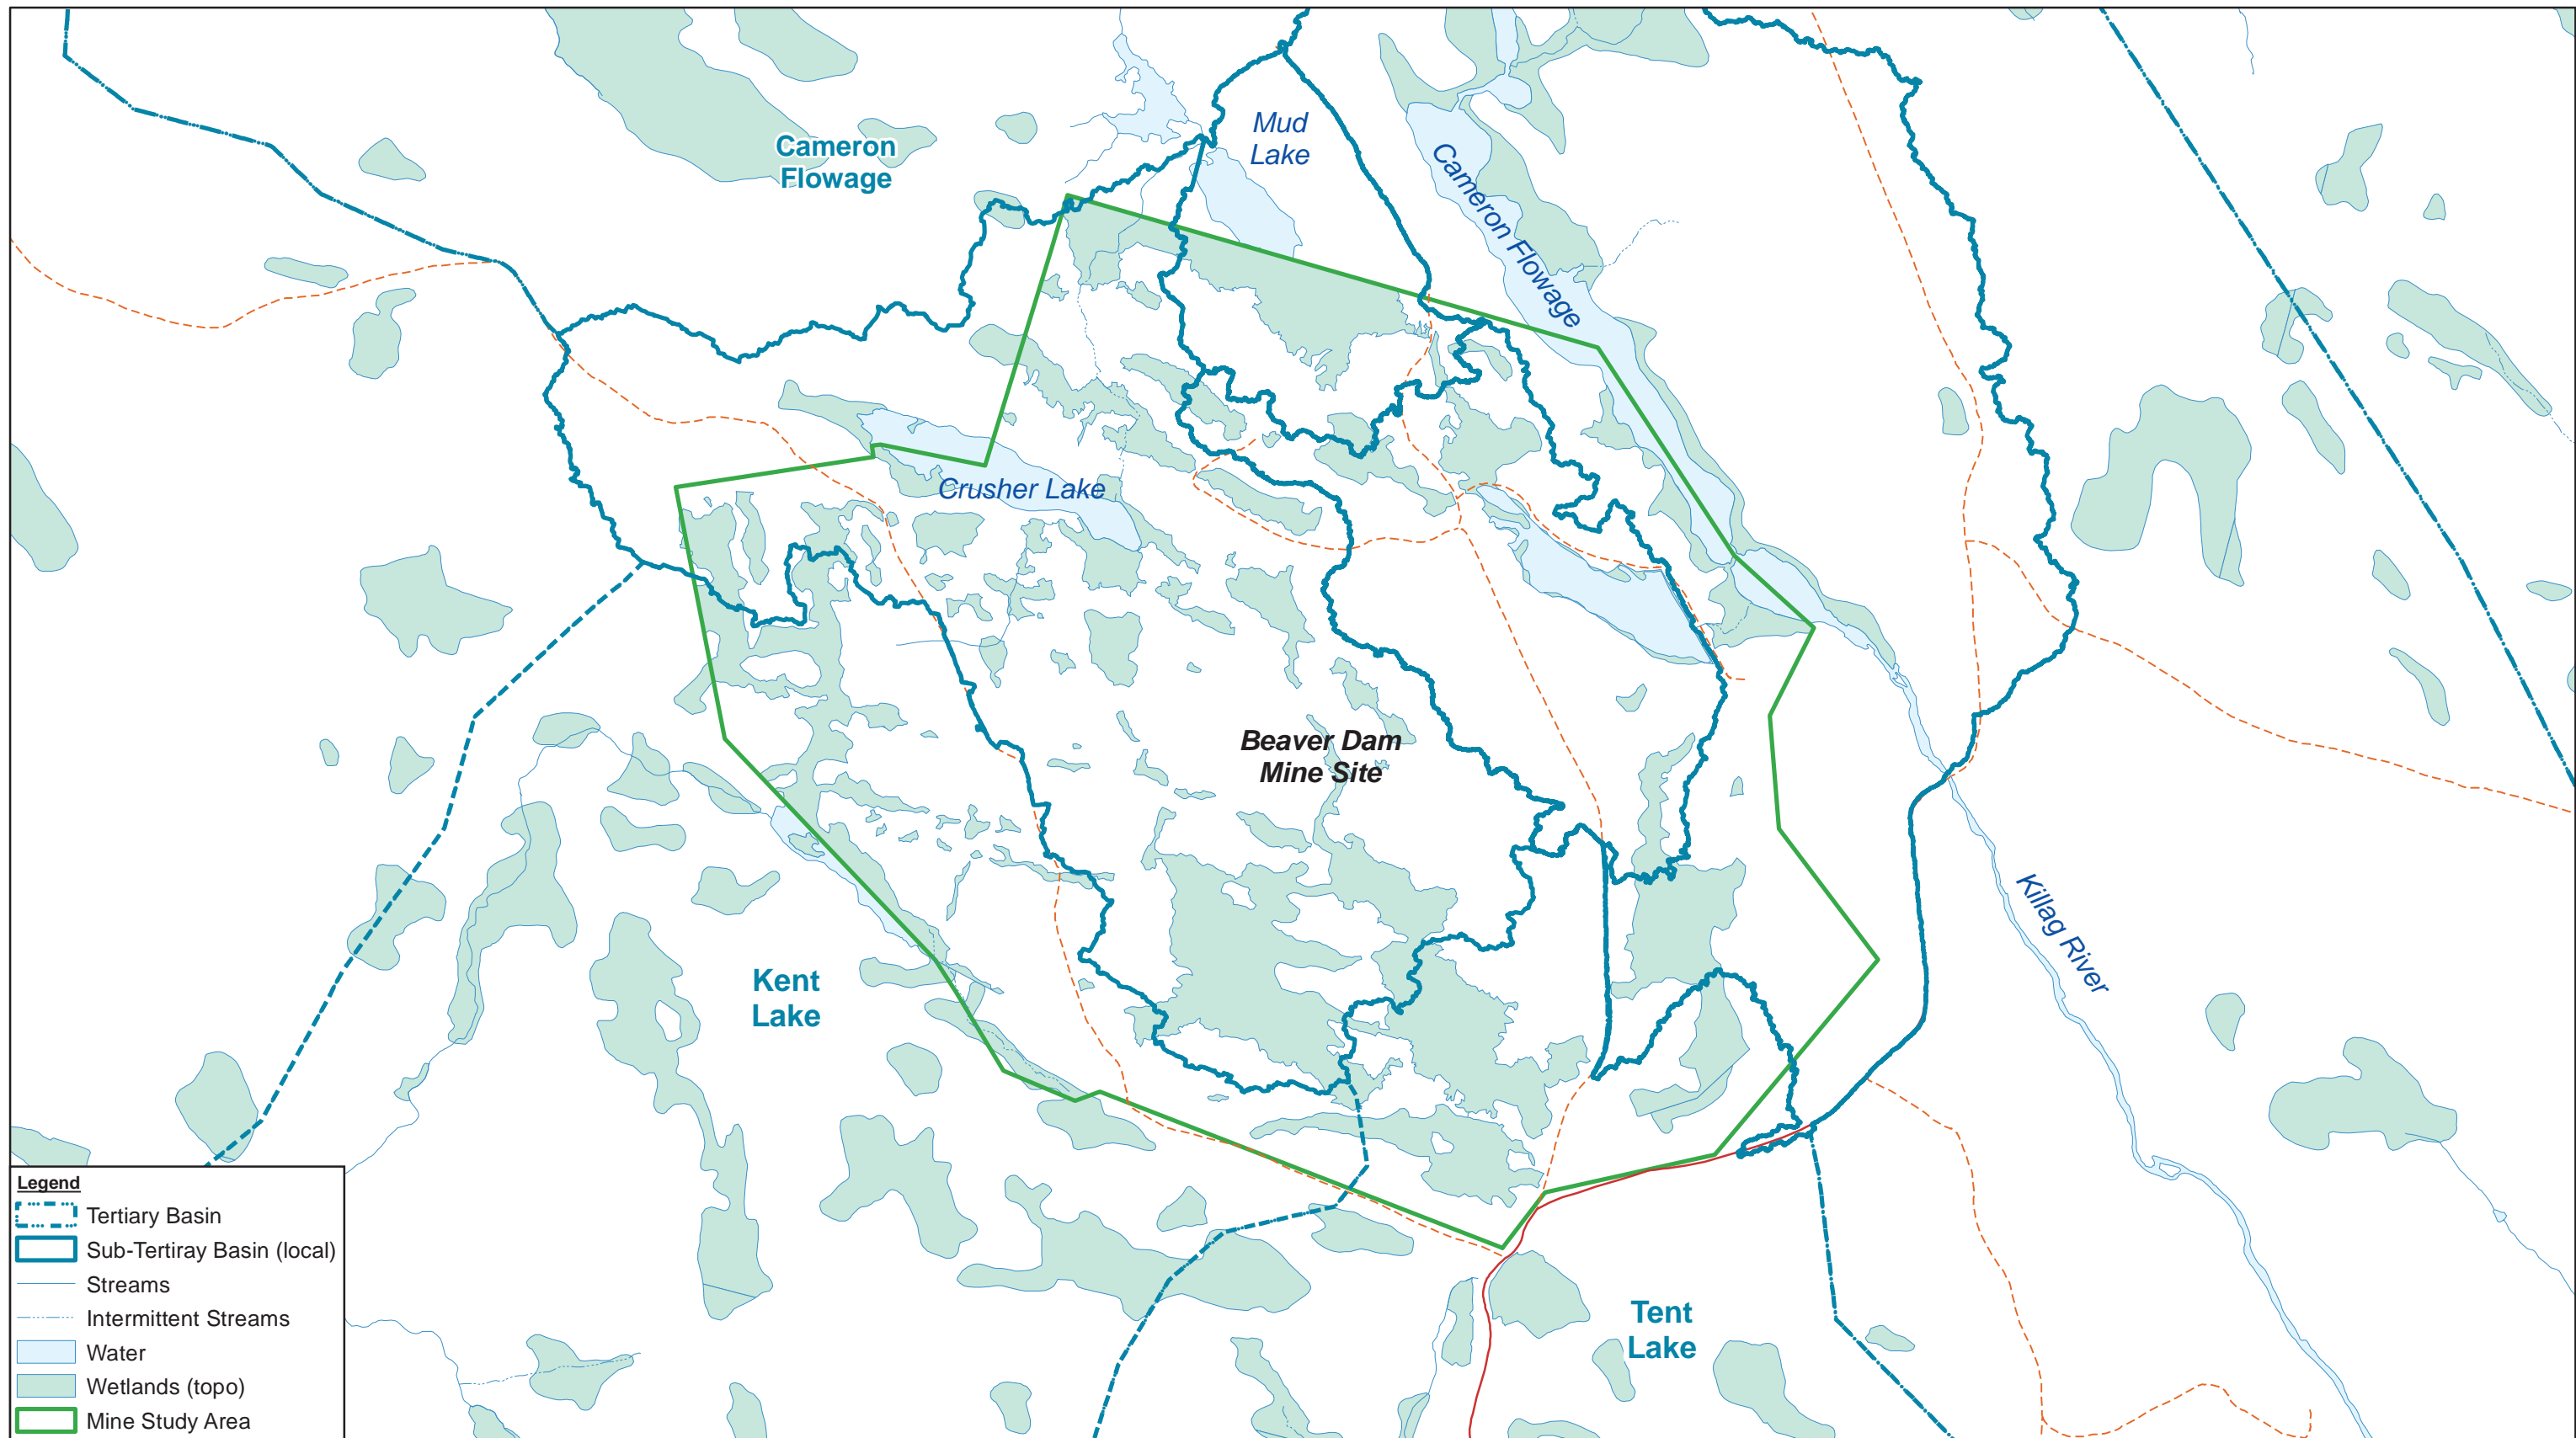 Cameron
Flowage
Mud
Lake
Cameron Flowage
Crusher Lake
Beaver Dam
Mine Site
Kent
Lake
Killag River
Tent
Lake
Legend
Tertiary Basin
Sub-Tertiray Basin (local)
Streams
Intermittent Streams
Water
Wetlands (topo)
Mine Study Area